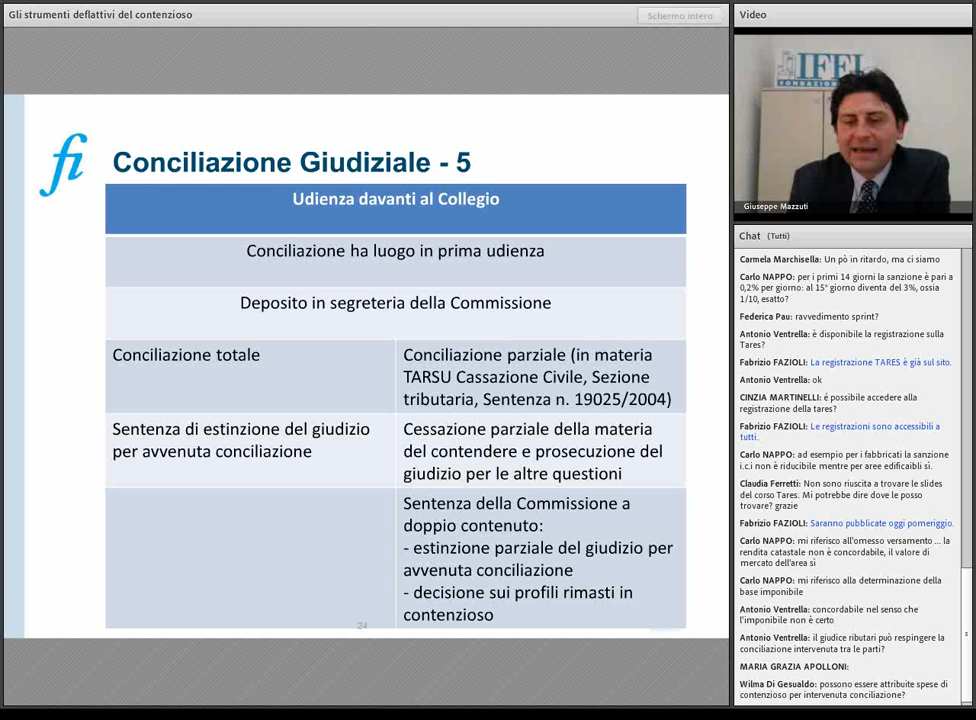 Gli strumenti deflattivi del contenzioso
Schermo intero
fi
Conciliazione Giudiziale - 5
Udienza davanti al Collegio
Conciliazione ha luogo in prima udienza
Deposito in segreteria della Commissione
Conciliazione totale
Conciliazione parziale (in materia
TARSU Cassazione Civile, Sezione
tributaria, Sentenza n. 19025/2004)
Sentenza di estinzione del giudizio
per avvenuta conciliazione
Cessazione parziale della materia
del contendere e prosecuzione del
giudizio per le altre questioni
Sentenza della Commissione a
doppio contenuto:
- estinzione parziale del giudizio per
avvenuta conciliazione
- decisione sui profili rimasti in
contenzioso
24
Video
IFEL
Giuseppe Mazzuti
Chat (Tutti)
Carmela Marchisella: Un pò in ritardo, ma ci siamo
Carlo NAPPO: per i primi 14 giorni la sanzione è pari a
0,2% per giorno: al 15° giorno diventa del 3%, ossia
1/10, esatto?
Federica Pau: ravvedimento sprint?
Antonio Ventrella: è disponibile la registrazione sulla
Tares?
Fabrizio FAZIOLI: La registrazione TARES è già sul sito.
Antonio Ventrella: ok
CINZIA MARTINELLI: é possibile accedere alla
registrazione della tares?
Fabrizio FAZIOLI: Le registrazioni sono accessibili a
tutti.
Carlo NAPPO: ad esempio per i fabbricati la sanzione
i.c.i non è riducibile mentre per aree edificaibli sì.
Claudia Ferretti: Non sono riuscita a trovare le slides
del corso Tares. Mi potrebbe dire dove le posso
trovare? grazie
Fabrizio FAZIOLI: Saranno pubblicate oggi pomeriggio.
Carlo NAPPO: mi riferisco all'omesso versamento ... la
rendita catastale non è concordabile, il valore di
mercato dell'area sì
Carlo NAPPO: mi riferisco alla determinazione della
base imponibile
Antonio Ventrella: concordabile nel senso che
l'imponibile non è certo
Antonio Ventrella: il giudice ributari può respingere la
conciliazione intervenuta tra le parti?
MARIA GRAZIA APOLLONI:
Wilma Di Gesualdo: possono essere attribuite spese di
contenzioso per intervenuta conciliazione?